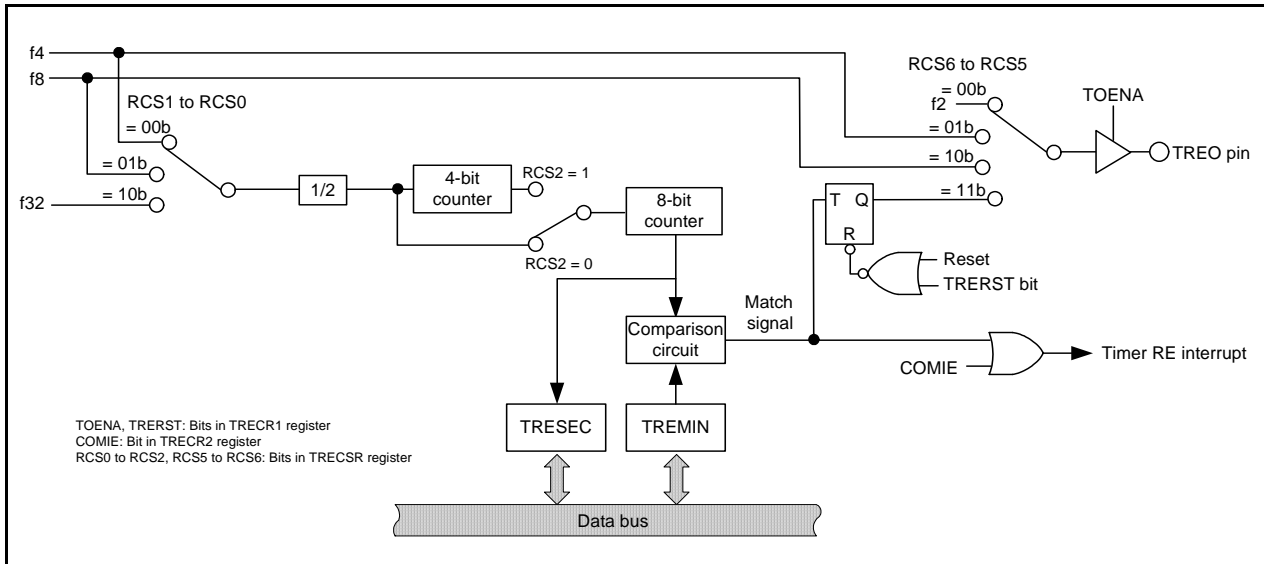 f4
f8
RCS6 to RCS5
= 00b
f2
TOENA
RCS1 to RCS0
= 00b
= 01b
= 01b
= 10b
TREO pin
f32
= 10b
1/2
4-bit
counter
RCS2 = 1
8-bit
counter
T Q
R
= 11b
RCS2 = 0
Reset
TRERST bit
Match
signal
Comparison
circuit
COMIE
Timer RE interrupt
TRESEC
TREMIN
TOENA, TRERST: Bits in TRECR1 register
COMIE: Bit in TRECR2 register
RCS0 to RCS2, RCS5 to RCS6: Bits in TRECSR register
Data bus